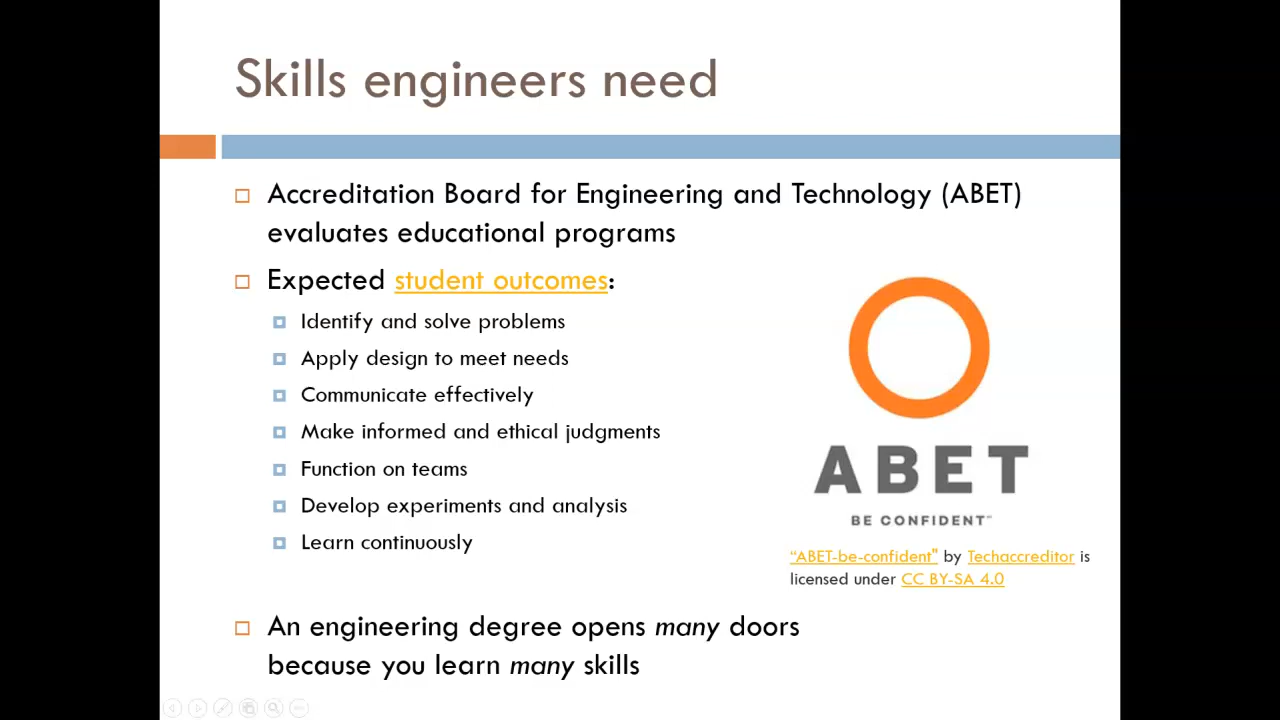 Skills engineers need
Accreditation Board for Engineering and Technology (ABET)
evaluates educational programs
Expected student outcomes:
Identify and solve problems
Apply design to meet needs
Communicate effectively
Make informed and ethical judgments
Function on teams
Develop experiments and analysis
Learn continuously
ABET
BE CONFIDENT™
“ABET-be-confident” by Techaccreditor is
licensed under CC BY-SA 4.0
An engineering degree opens many doors
because you learn many skills